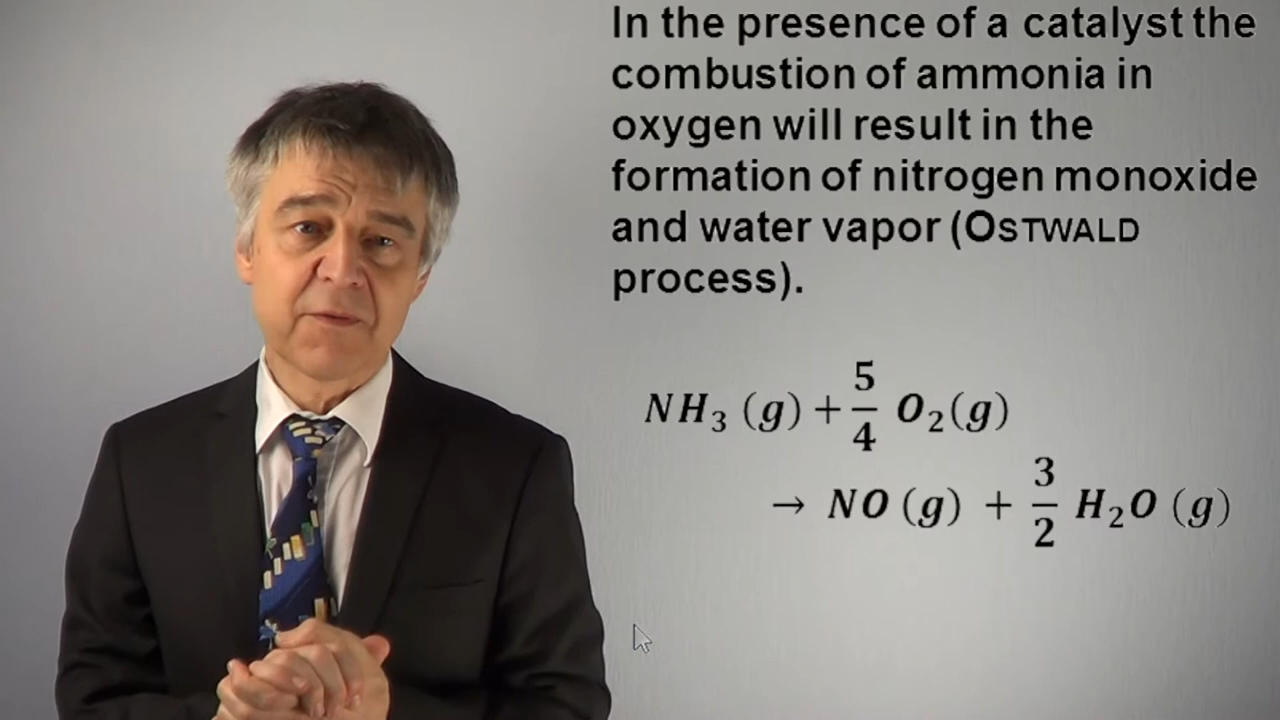 In the presence of a catalyst the
combustion of ammonia in
oxygen will result in the
formation of nitrogen monoxide
and water vapor (OSTWALD
process).
NH₃ (g) + 5/4 O₂(g)
→ NO (g) + 3/2 H₂O (g)